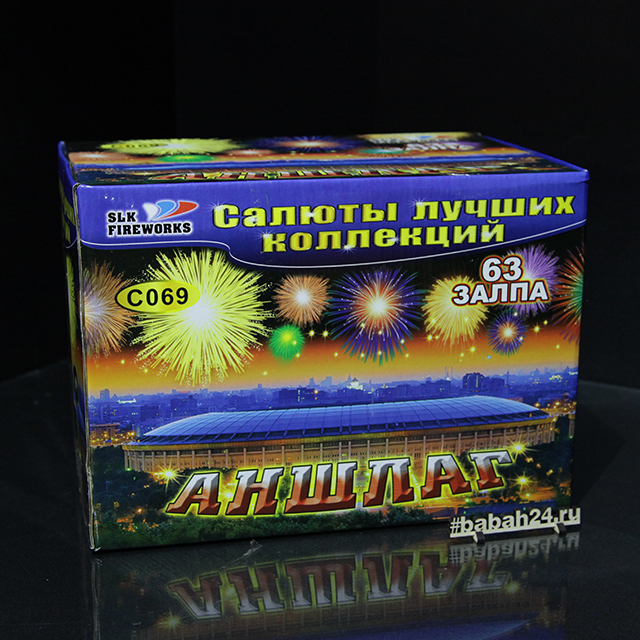 SLK
FIREWORKS
Салюты лучших
коллекций
C069
63
ЗАЛПА
АНШЛАГ
#babah24.ru